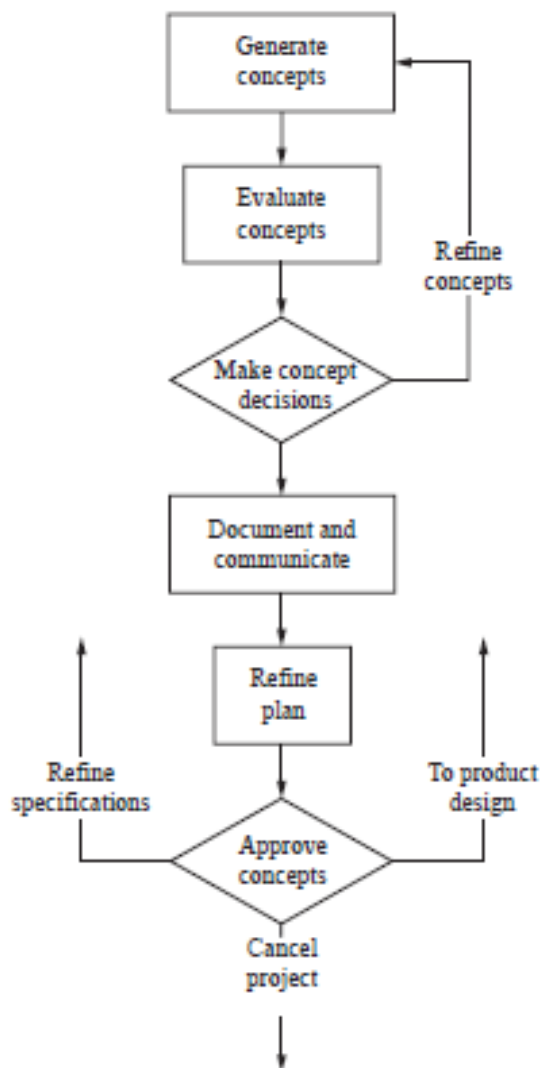 Generate
concepts
Evaluate
concepts
Refine
concepts
Make concept
decisions
Document and
communicate
Refine
plan
Refine
specifications
To product
design
Approve
concepts
Cancel
project